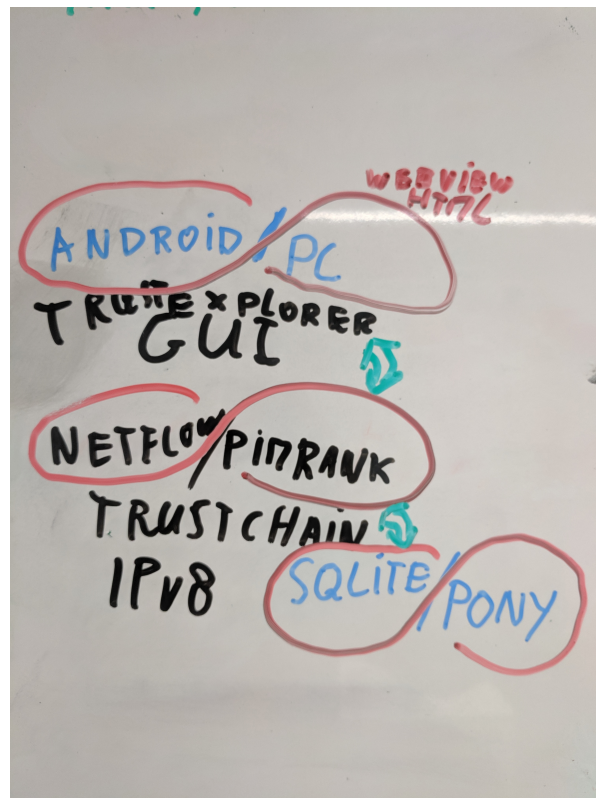 WEBVIEW
HTML
ANDROID/PC
TRUSTEXPLORER
GUI
NETFLOW/PIMRANK
TRUSTCHAIN
IPv8
SQLITE/PONY